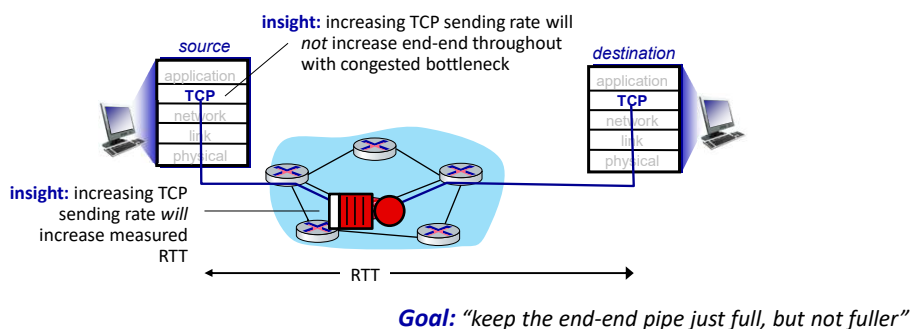 insight: increasing TCP sending rate will
not increase end-end throughout
with congested bottleneck
source
application
TCP
network
link
physical
destination
application
TCP
network
link
physical
insight: increasing TCP
sending rate will
increase measured
RTT
RTT
Goal: “keep the end-end pipe just full, but not fuller”